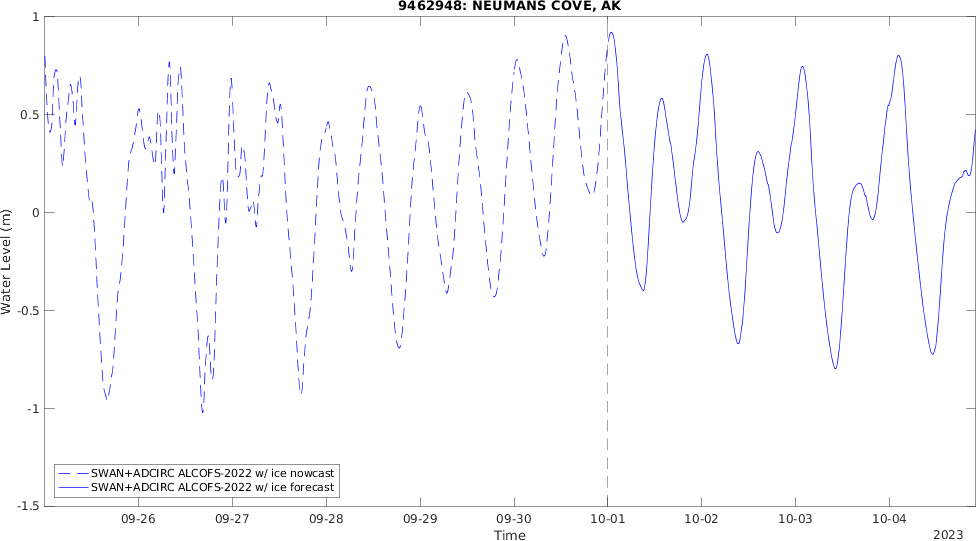 9462948: NEUMANS COVE, AK
Water Level (m)
1
0.5
0
-0.5
-1
-1.5
SWAN+ADCIRC ALCOFS-2022 w/ ice nowcast
SWAN+ADCIRC ALCOFS-2022 w/ ice forecast
09-26 09-27 09-28 09-29 09-30 10-01 10-02 10-03 10-04
Time
2023